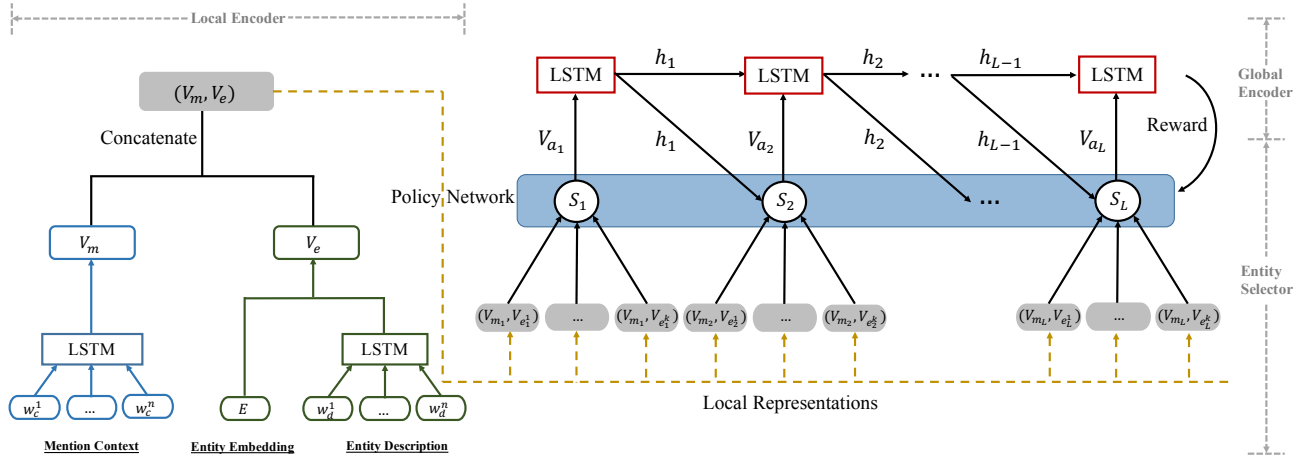 Local Encoder
(V_m, V_e)
Concatenate
V_m
V_e
LSTM
LSTM
w_c^1
...
w_c^n
E
w_d^1
...
w_d^n
Mention Context
Entity Embedding
Entity Description
LSTM
h_1
LSTM
h_2
...
h_{L-1}
LSTM
V_{a_1}
h_1
V_{a_2}
h_2
h_{L-1}
V_{a_L}
Reward
Policy Network
S_1
S_2
...
S_L
(V_{m_1}, V_{e_1^1})
...
(V_{m_1}, V_{e_1^k})
(V_{m_2}, V_{e_2^1})
...
(V_{m_2}, V_{e_2^k})
(V_{m_L}, V_{e_L^1})
...
(V_{m_L}, V_{e_L^k})
Local Representations
Global
Encoder
Entity
Selector